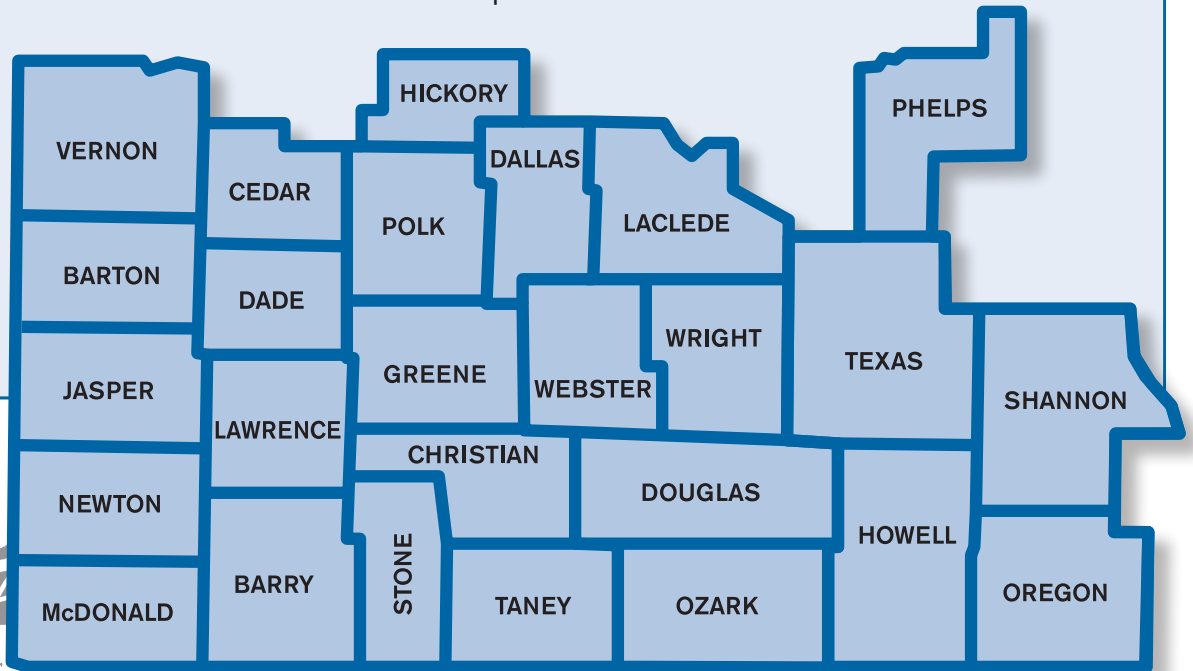 HICKORY
PHELPS
VERNON
DALLAS
CEDAR
POLK
LACLEDE
BARTON
DADE
WRIGHT
GREENE
TEXAS
JASPER
WEBSTER
SHANNON
LAWRENCE
CHRISTIAN
DOUGLAS
NEWTON
HOWELL
STONE
BARRY
OREGON
McDONALD
TANEY
OZARK